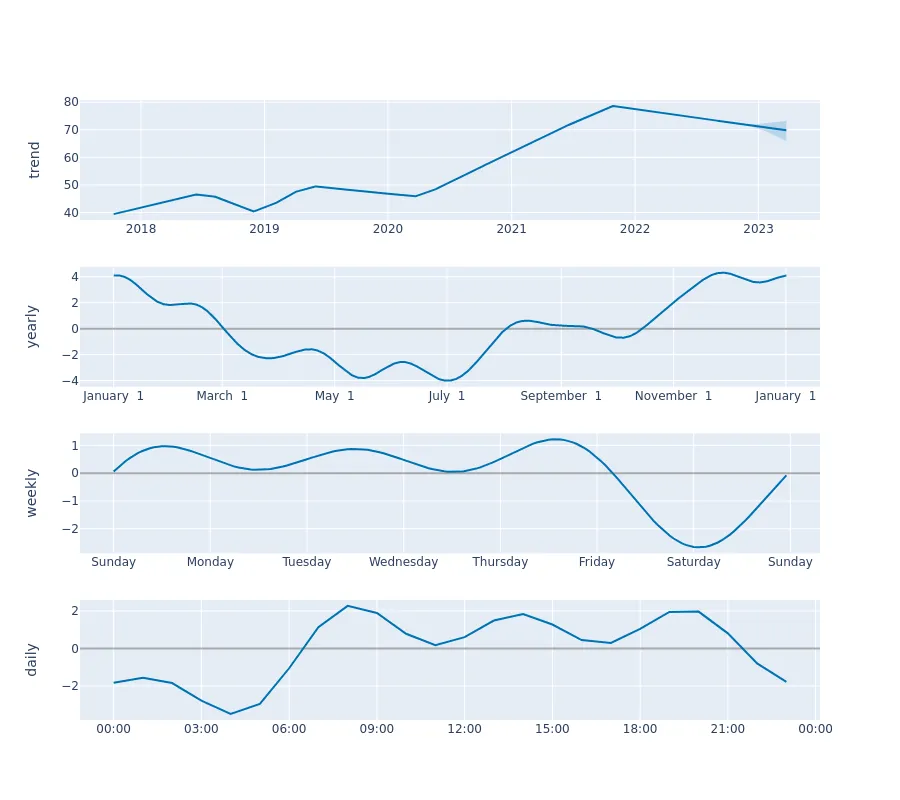 trend
80
70
60
50
40
2018 2019 2020 2021 2022 2023
yearly
4
2
0
−2
−4
January 1 March 1 May 1 July 1 September 1 November 1 January 1
weekly
1
0
−1
−2
Sunday Monday Tuesday Wednesday Thursday Friday Saturday Sunday
daily
2
0
−2
00:00 03:00 06:00 09:00 12:00 15:00 18:00 21:00 00:00